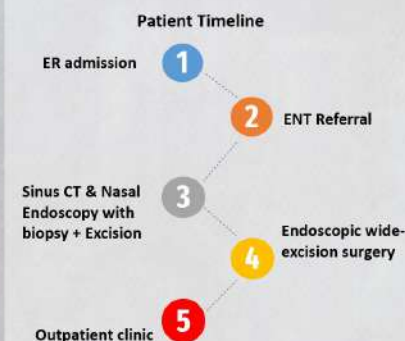 Patient Timeline
ER admission
1
2
ENT Referral
Sinus CT & Nasal
Endoscopy with
biopsy + Excision
3
4
Endoscopic wide-
excision surgery
5
Outpatient clinic